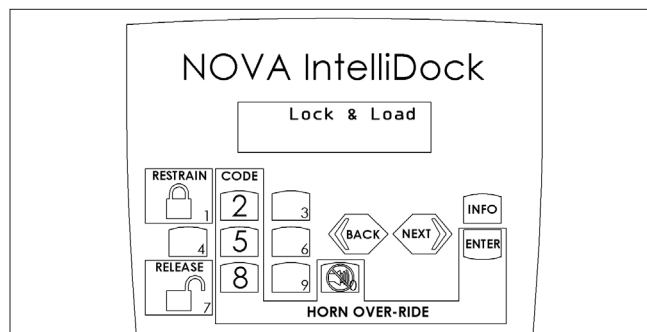 NOVA IntelliDock
Lock & Load
RESTRAIN CODE
1 2 3
BACK NEXT INFO
4 5 6 ENTER
RELEASE
7 8 9 0
HORN OVER-RIDE